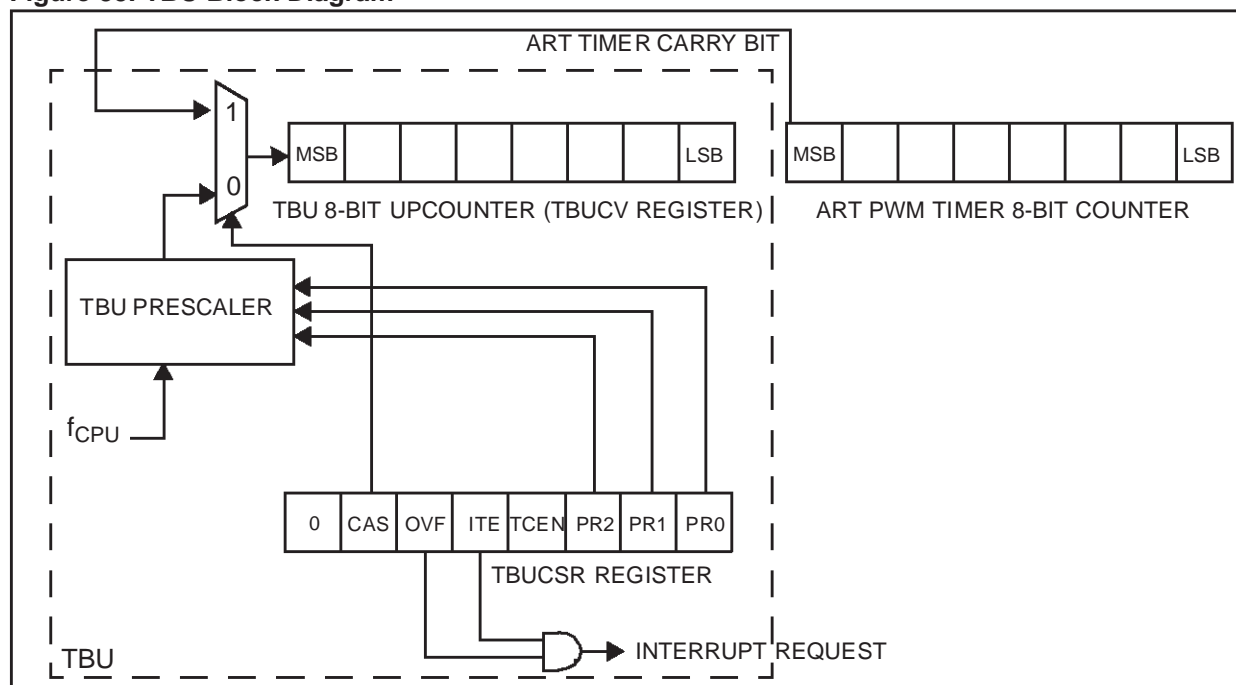 ART TIMER CARRY BIT
1
MSB LSB MSB LSB
0
TBU 8-BIT UPCOUNTER (TBUCV REGISTER) ART PWM TIMER 8-BIT COUNTER
TBU PRESCALER
fCPU
0 CAS OVF ITE TCEN PR2 PR1 PR0
TBUCSR REGISTER
INTERRUPT REQUEST
TBU